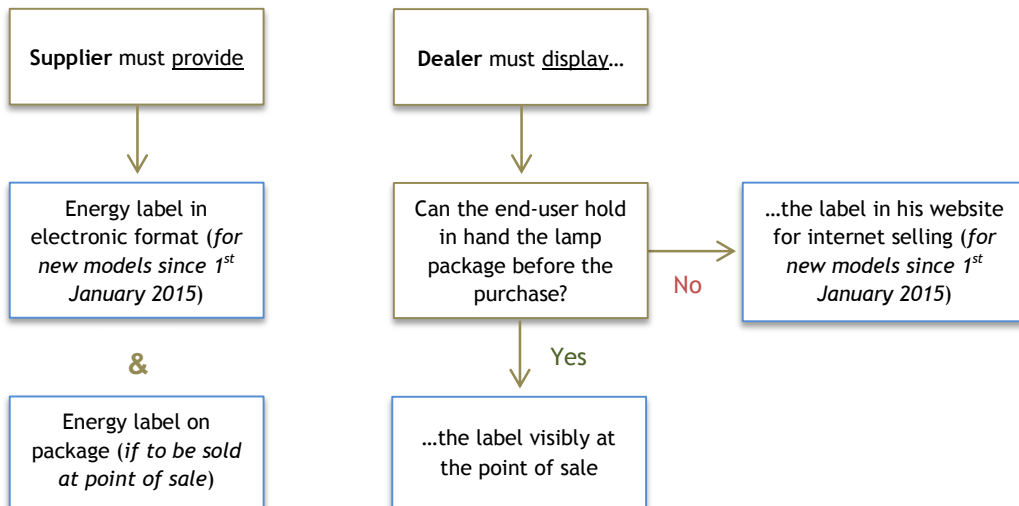 Supplier must provide
Dealer must display…
Energy label in
electronic format (for
new models since 1st
January 2015)
Can the end-user hold
in hand the lamp
package before the
purchase?
No
…the label in his website
for internet selling (for
new models since 1st
January 2015)
&
Yes
Energy label on
package (if to be sold
at point of sale)
…the label visibly at
the point of sale